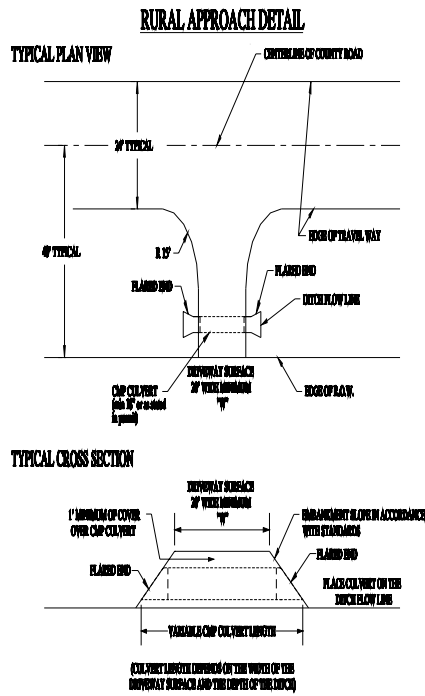 RURAL APPROACH DETAIL
TYPICAL PLAN VIEW
CENTERLINE OF COUNTY ROAD
TYPICAL
TYPICAL
EDGE OF TRAVEL WAY
R 15'
FLARED END
FLARED END
DITCH FLOW LINE
DRIVEWAY SURFACE
20' WIDE MINIMUM
"W"
CMP CULVERT
(min 18" or as stated
in permit)
EDGE OF R.O.W.
TYPICAL CROSS SECTION
DRIVEWAY SURFACE
20' WIDE MINIMUM
"W"
1' MINIMUM OF COVER
OVER CMP CULVERT
EMBANKMENT SLOPE IN ACCORDANCE
WITH STANDARDS
FLARED END
FLARED END
PLACE CULVERT ON THE
DITCH FLOW LINE
VARIABLE CMP CULVERT LENGTH
(CULVERT LENGTH DEPENDS ON THE WIDTH OF THE
DRIVEWAY SURFACE AND THE DEPTH OF THE DITCH)